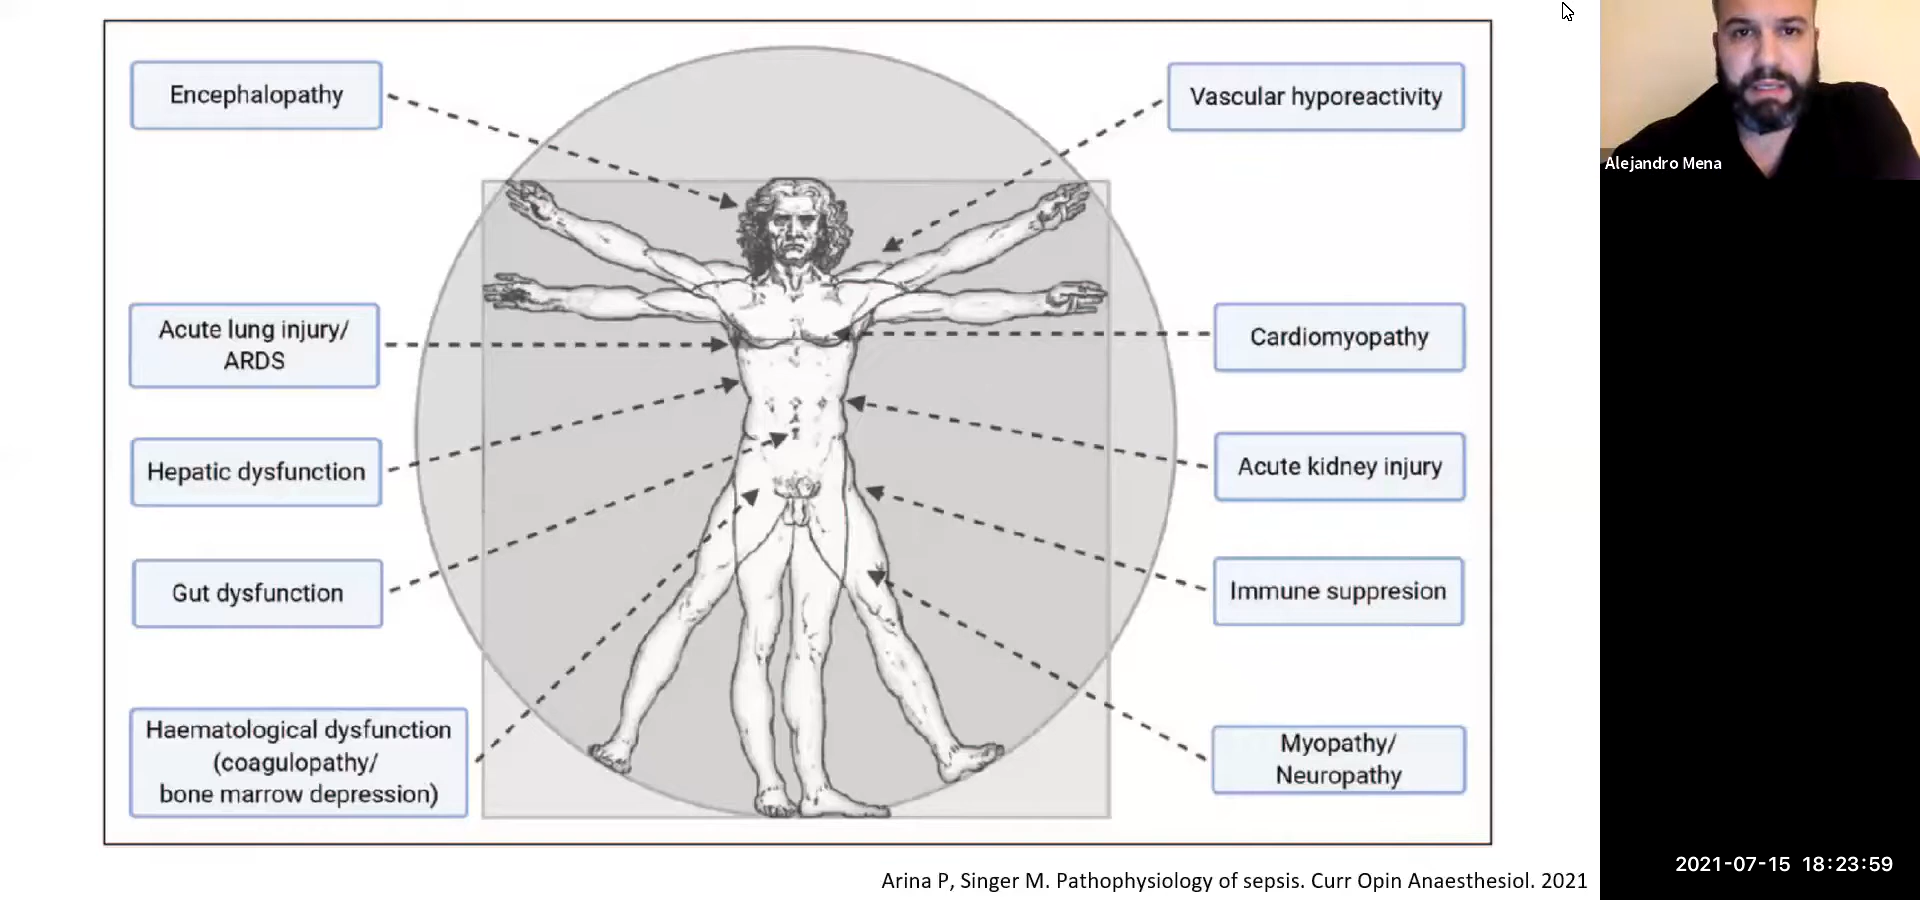 Encephalopathy
Vascular hyporeactivity
Alejandro Mena
Acute lung injury/
ARDS
Cardiomyopathy
Hepatic dysfunction
Acute kidney injury
Gut dysfunction
Immune suppresion
Haematological dysfunction
(coagulopathy/
bone marrow depression)
Myopathy/
Neuropathy
2021-07-15 18:23:59
Arina P, Singer M. Pathophysiology of sepsis. Curr Opin Anaesthesiol. 2021